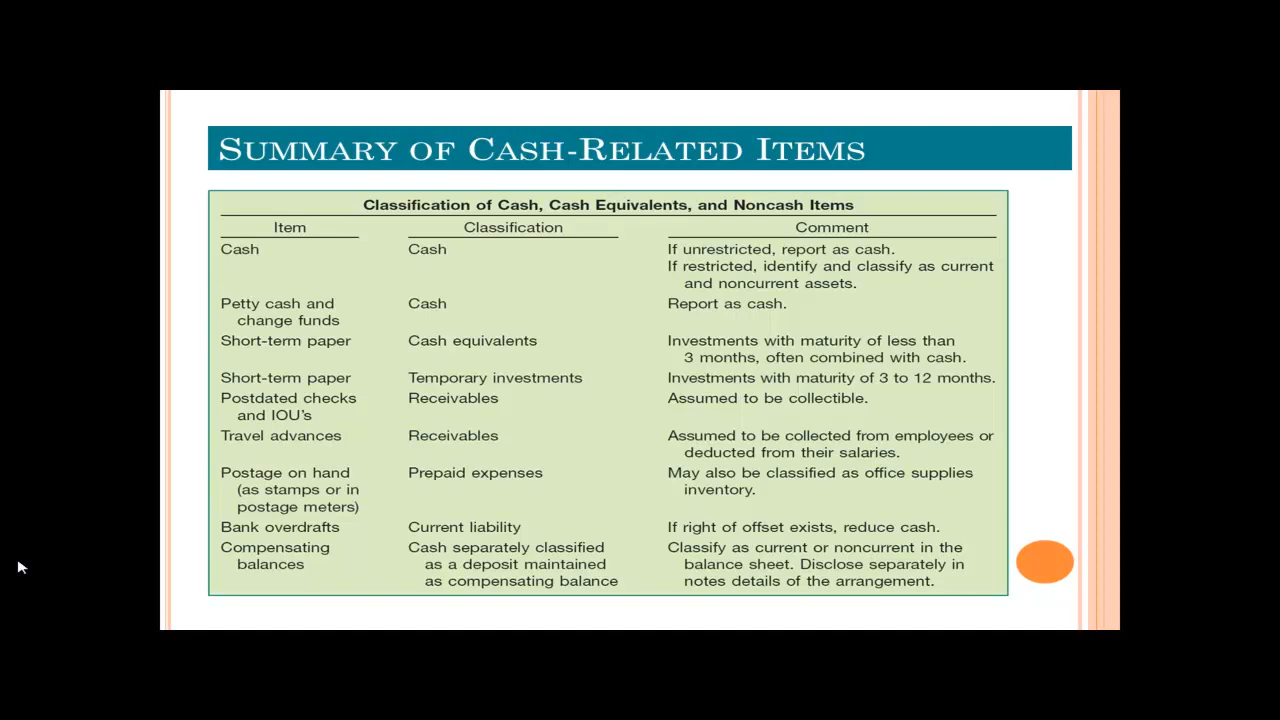 SUMMARY OF CASH-RELATED ITEMS
Classification of Cash, Cash Equivalents, and Noncash Items
Item Classification Comment
Cash Cash If unrestricted, report as cash.
If restricted, identify and classify as current
and noncurrent assets.
Petty cash and Cash Report as cash.
change funds
Short-term paper Cash equivalents Investments with maturity of less than
3 months, often combined with cash.
Short-term paper Temporary investments Investments with maturity of 3 to 12 months.
Postdated checks Receivables Assumed to be collectible.
and IOU's
Travel advances Receivables Assumed to be collected from employees or
deducted from their salaries.
Postage on hand Prepaid expenses May also be classified as office supplies
(as stamps or in inventory.
postage meters)
Bank overdrafts Current liability If right of offset exists, reduce cash.
Compensating Cash separately classified Classify as current or noncurrent in the
balances as a deposit maintained balance sheet. Disclose separately in
as compensating balance notes details of the arrangement.